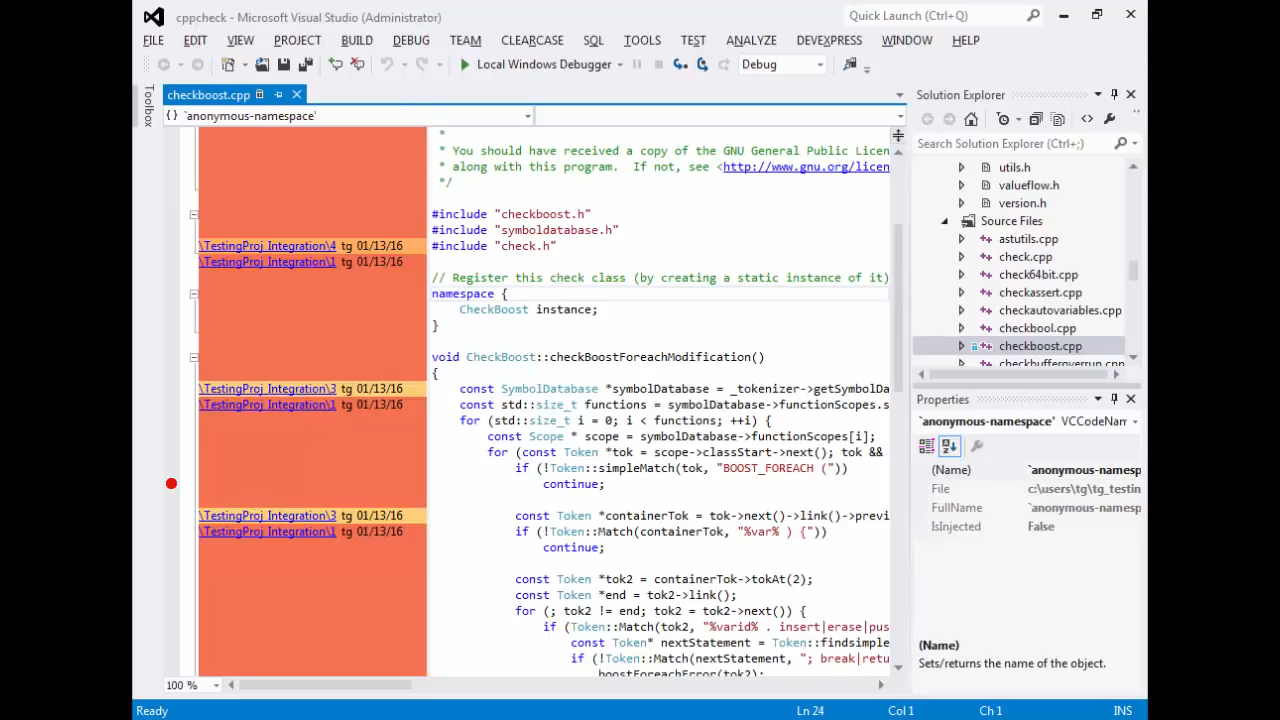 cppcheck - Microsoft Visual Studio (Administrator)
Quick Launch (Ctrl+Q)
FILE EDIT VIEW PROJECT BUILD DEBUG TEAM CLEARCASE SQL TOOLS TEST ANALYZE DEVEXPRESS WINDOW HELP
Local Windows Debugger
Debug
Toolbox
checkboost.cpp
{ } `anonymous-namespace'
*
* You should have received a copy of the GNU General Public Licen
* along with this program.  If not, see <http://www.gnu.org/licen
*/
#include "checkboost.h"
#include "symboldatabase.h"
\TestingProj_Integration\4 tg 01/13/16
#include "check.h"
\TestingProj_Integration\1 tg 01/13/16
// Register this check class (by creating a static instance of it)
namespace {
CheckBoost instance;
}
void CheckBoost::checkBoostForeachModification()
{
\TestingProj_Integration\3 tg 01/13/16
const SymbolDatabase *symbolDatabase = _tokenizer->getSymbolDa
\TestingProj_Integration\1 tg 01/13/16
const std::size_t functions = symbolDatabase->functionScopes.s
for (std::size_t i = 0; i < functions; ++i) {
const Scope * scope = symbolDatabase->functionScopes[i];
for (const Token *tok = scope->classStart->next(); tok &&
if (!Token::simpleMatch(tok, "BOOST_FOREACH ("))
continue;
\TestingProj_Integration\3 tg 01/13/16
const Token *containerTok = tok->next()->link()->previ
\TestingProj_Integration\1 tg 01/13/16
if (!Token::Match(containerTok, "%var% ) {"))
continue;
const Token *tok2 = containerTok->tokAt(2);
const Token *end = tok2->link();
for (; tok2 != end; tok2 = tok2->next()) {
if (Token::Match(tok2, "%varid% . insert|erase|pus
const Token* nextStatement = Token::findsimple
if (!Token::Match(nextStatement, "; break|retu
boostForeachError(tok2);
100 %
Solution Explorer
Search Solution Explorer (Ctrl+;)
utils.h
valueflow.h
version.h
Source Files
astutils.cpp
check.cpp
check64bit.cpp
checkassert.cpp
checkautovariables.cpp
checkbool.cpp
checkboost.cpp
checkbufferoverrun.cpp
Properties
`anonymous-namespace' VCCodeNam
(Name) `anonymous-namesp
File c:\users\tg\tg_testin
FullName `anonymous-namesp
IsInjected False
(Name)
Sets/returns the name of the object.
Ready Ln 24 Col 1 Ch 1 INS